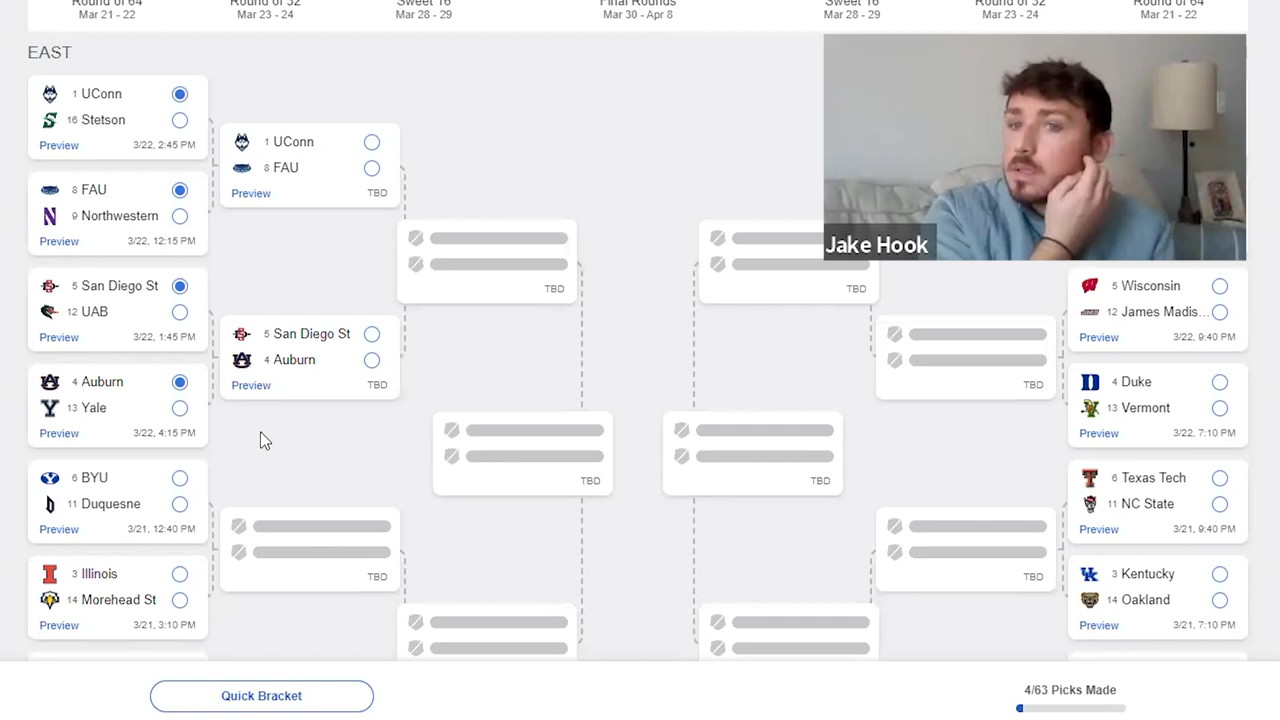 Round of 64
Round of 32
Sweet 16
Final Rounds
Sweet 16
Round of 32
Round of 64
Mar 21 - 22
Mar 23 - 24
Mar 28 - 29
Mar 30 - Apr 8
Mar 28 - 29
Mar 23 - 24
Mar 21 - 22
EAST
1 UConn
16 Stetson
Preview 3/22, 2:45 PM
8 FAU
9 Northwestern
Preview 3/22, 12:15 PM
5 San Diego St
12 UAB
Preview 3/22, 1:45 PM
4 Auburn
13 Yale
Preview 3/22, 4:15 PM
6 BYU
11 Duquesne
Preview 3/21, 12:40 PM
3 Illinois
14 Morehead St
Preview 3/21, 3:10 PM
1 UConn
8 FAU
Preview TBD
5 San Diego St
4 Auburn
Preview TBD
TBD
TBD
TBD
TBD
TBD
TBD
TBD
Jake Hook
5 Wisconsin
12 James Madis...
Preview 3/22, 9:40 PM
4 Duke
13 Vermont
Preview 3/22, 7:10 PM
6 Texas Tech
11 NC State
Preview 3/21, 9:40 PM
3 Kentucky
14 Oakland
Preview 3/21, 7:10 PM
Quick Bracket
4/63 Picks Made